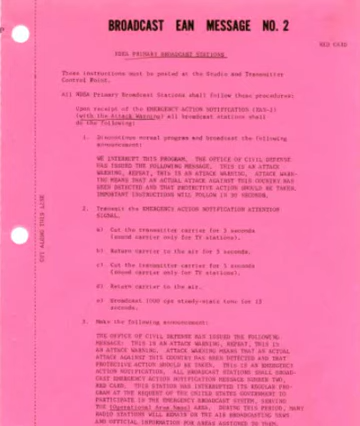 BROADCAST EAN MESSAGE NO. 2
RED CARD
NDEA PRIMARY BROADCAST STATIONS
These instructions must be posted at the Studio and Transmitter
Control Point.
All NDEA Primary Broadcast Stations shall follow these procedures:
Upon receipt of the EMERGENCY ACTION NOTIFICATION (EAN-2)
(with the Attack Warning) all broadcast stations shall
do the following:
1. Discontinue normal program and broadcast the following
announcement:
WE INTERRUPT THIS PROGRAM. THE OFFICE OF CIVIL DEFENSE
HAS ISSUED THE FOLLOWING MESSAGE. THIS IS AN ATTACK
WARNING, REPEAT, THIS IS AN ATTACK WARNING. ATTACK WARN-
ING MEANS THAT AN ACTUAL ATTACK AGAINST THIS COUNTRY HAS
BEEN DETECTED AND THAT PROTECTIVE ACTION SHOULD BE TAKEN.
IMPORTANT INSTRUCTIONS WILL FOLLOW IN 30 SECONDS.
2. Transmit the EMERGENCY ACTION NOTIFICATION ATTENTION
SIGNAL.
a) Cut the transmitter carrier for 5 seconds
(sound carrier only for TV stations).
b) Return carrier to the air for 5 seconds.
c) Cut the transmitter carrier for 5 seconds
(sound carrier only for TV stations).
d) Return carrier to the air.
e) Broadcast 1000 cps steady-state tone for 15
seconds.
3. Make the following announcement:
THE OFFICE OF CIVIL DEFENSE HAS ISSUED THE FOLLOWING
MESSAGE: THIS IS AN ATTACK WARNING, REPEAT, THIS IS
AN ATTACK WARNING. ATTACK WARNING MEANS THAT AN ACTUAL
ATTACK AGAINST THIS COUNTRY HAS BEEN DETECTED AND THAT
PROTECTIVE ACTION SHOULD BE TAKEN. THIS IS AN EMERGENCY
ACTION NOTIFICATION. ALL BROADCAST STATIONS SHALL BROAD-
CAST EMERGENCY ACTION NOTIFICATION MESSAGE NUMBER TWO,
RED CARD. THIS STATION HAS INTERRUPTED ITS REGULAR PRO-
GRAM AT THE REQUEST OF THE UNITED STATES GOVERNMENT TO
PARTICIPATE IN THE EMERGENCY BROADCAST SYSTEM, SERVING
THE (Operational Area name) AREA. DURING THIS PERIOD, MANY
RADIO STATIONS WILL REMAIN ON THE AIR BROADCASTING NEWS
AND OFFICIAL INFORMATION FOR AREAS ASSIGNED TO THEM.